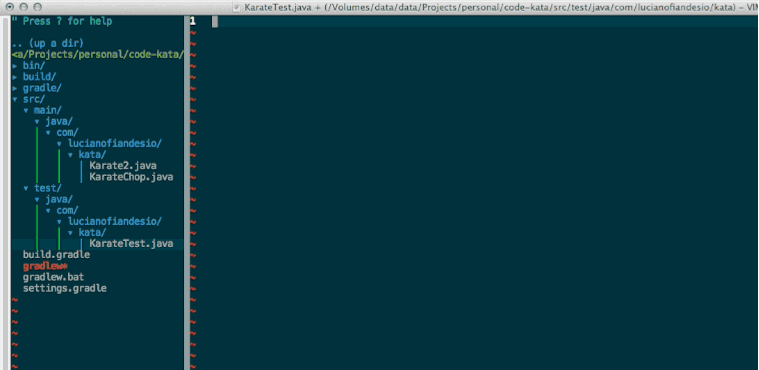 KarateTest.java + (/Volumes/data/data/Projects/personal/code-kata/src/test/java/com/lucianofiandesio/kata) – VIM
" Press ? for help
.. (up a dir)
<a/Projects/personal/code-kata/
▸ bin/
▸ build/
▸ gradle/
▾ src/
▾ main/
▾ java/
▾ com/
▾ lucianofiandesio/
▾ kata/
Karate2.java
KarateChop.java
▾ test/
▾ java/
▾ com/
▾ lucianofiandesio/
▾ kata/
KarateTest.java
build.gradle
gradlew*
gradlew.bat
settings.gradle
1